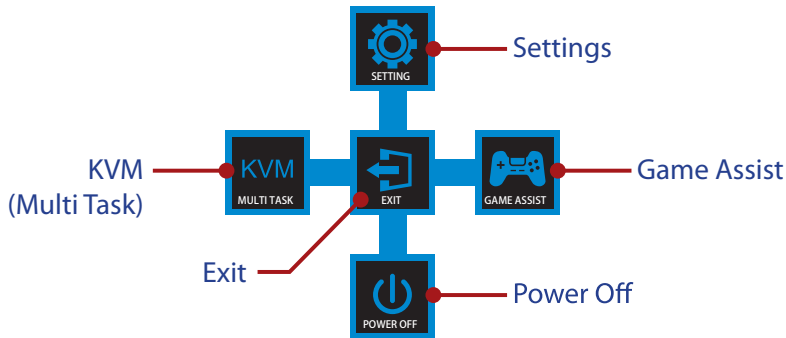 SETTING
Settings
KVM
(Multi Task)
KVM
MULTI TASK
EXIT
GAME ASSIST
Game Assist
Exit
POWER OFF
Power Off